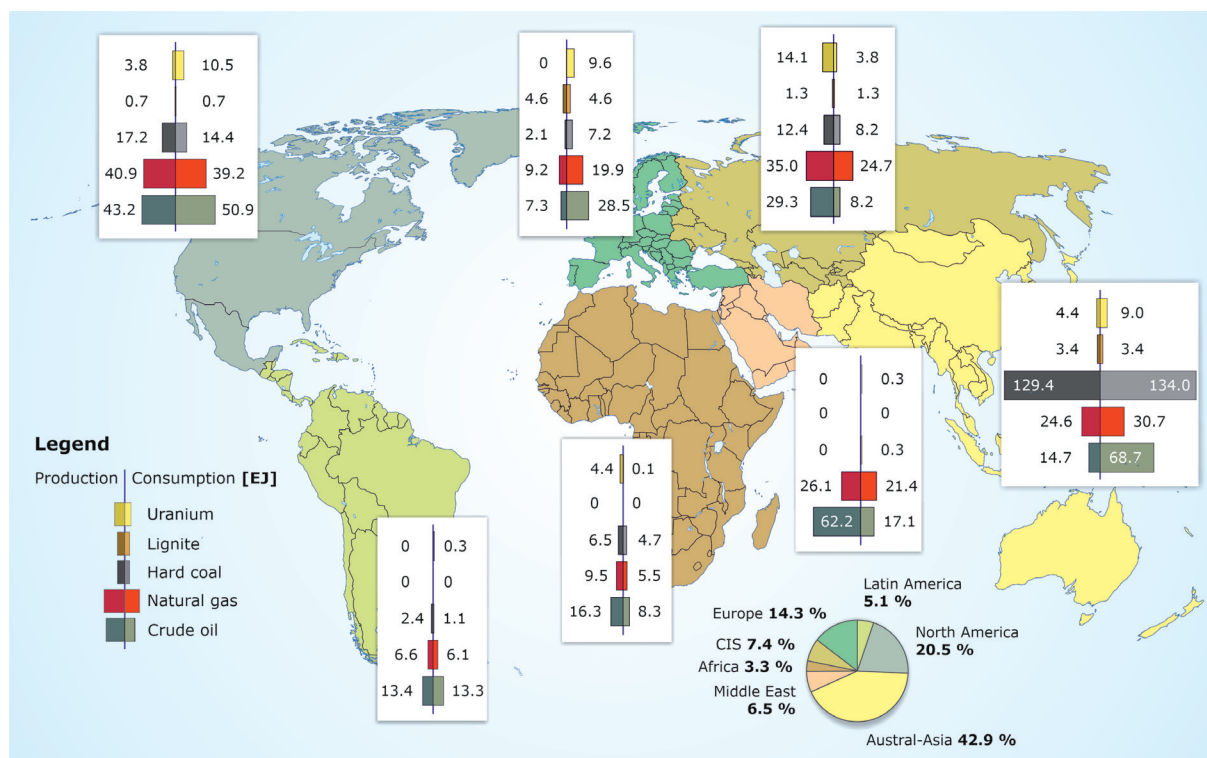 3.8 10.5
0.7 0.7
17.2 14.4
40.9 39.2
43.2 50.9
0 9.6
4.6 4.6
2.1 7.2
9.2 19.9
7.3 28.5
14.1 3.8
1.3 1.3
12.4 8.2
35.0 24.7
29.3 8.2
4.4 9.0
3.4 3.4
129.4 134.0
24.6 30.7
14.7 68.7
0 0.3
0 0
0 0.3
26.1 21.4
62.2 17.1
4.4 0.1
0 0
6.5 4.7
9.5 5.5
16.3 8.3
0 0.3
0 0
2.4 1.1
6.6 6.1
13.4 13.3
Legend
Production Consumption [EJ]
Uranium
Lignite
Hard coal
Natural gas
Crude oil
Latin America
5.1 %
Europe 14.3 %
North America
20.5 %
CIS 7.4 %
Africa 3.3 %
Middle East
6.5 %
Austral-Asia 42.9 %